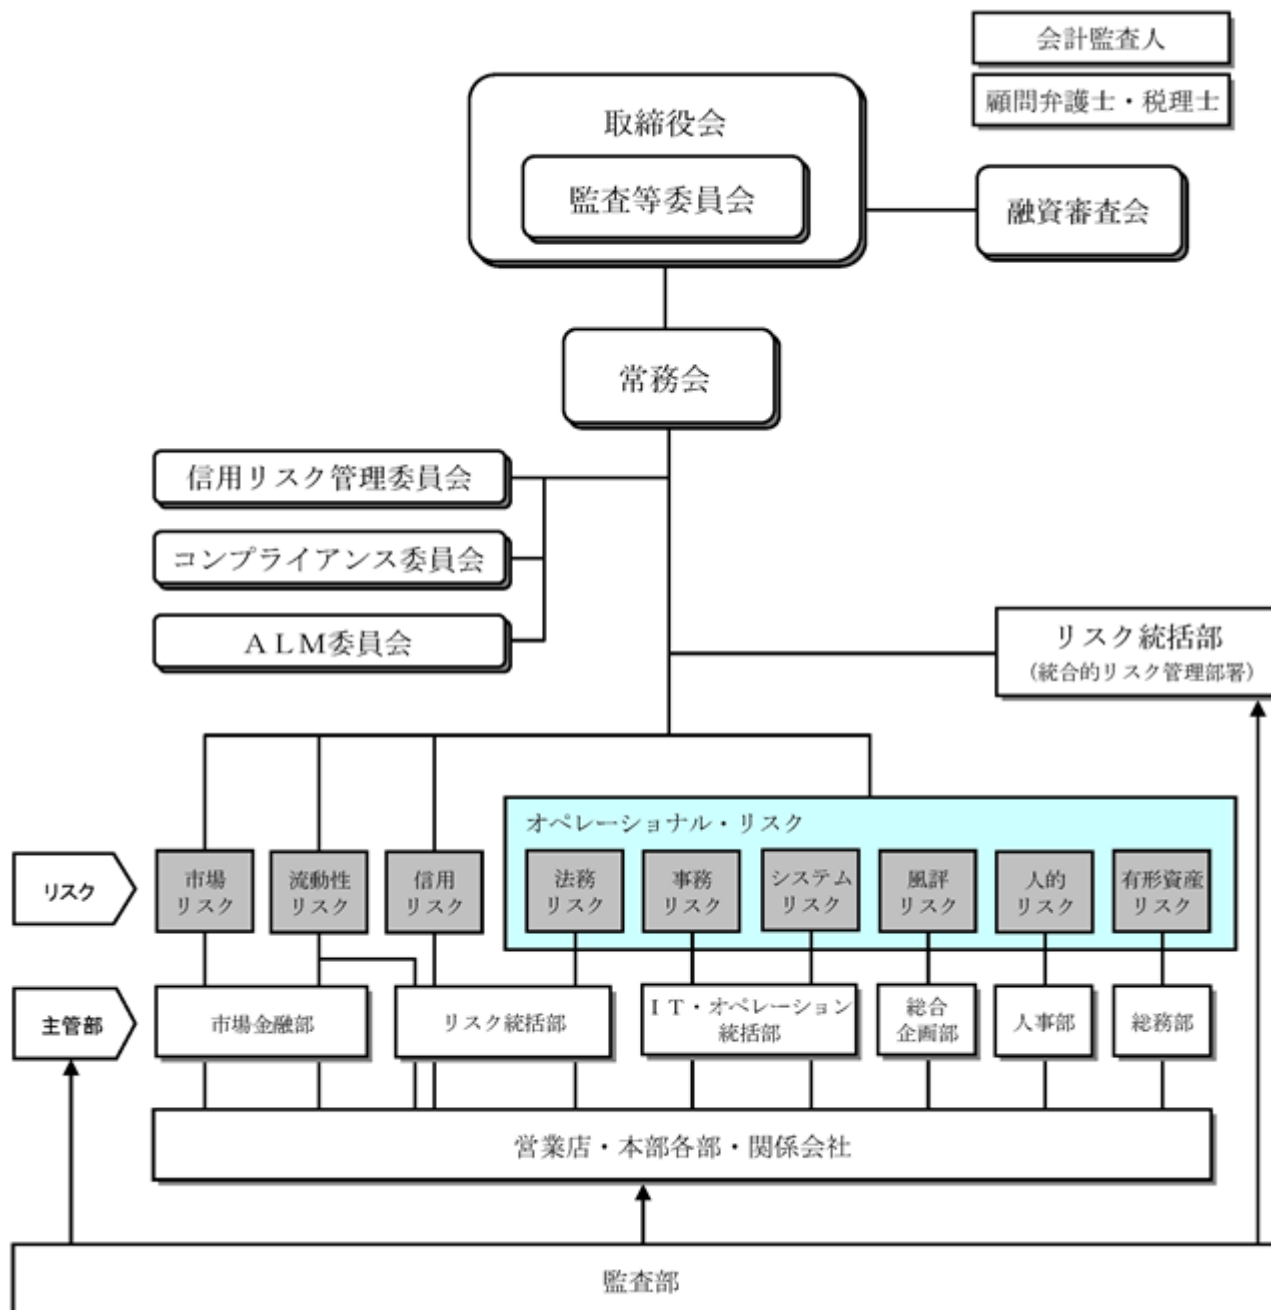 会計監査人
顧問弁護士・税理士
取締役会
監査等委員会
融資審査会
常務会
信用リスク管理委員会
コンプライアンス委員会
ＡＬＭ委員会
リスク統括部
（統合的リスク管理部署）
オペレーショナル・リスク
リスク
市場
リスク
流動性
リスク
信用
リスク
法務
リスク
事務
リスク
システム
リスク
風評
リスク
人的
リスク
有形資産
リスク
主管部
市場金融部
リスク統括部
ＩＴ・オペレーション
統括部
総合
企画部
人事部
総務部
営業店・本部各部・関係会社
監査部